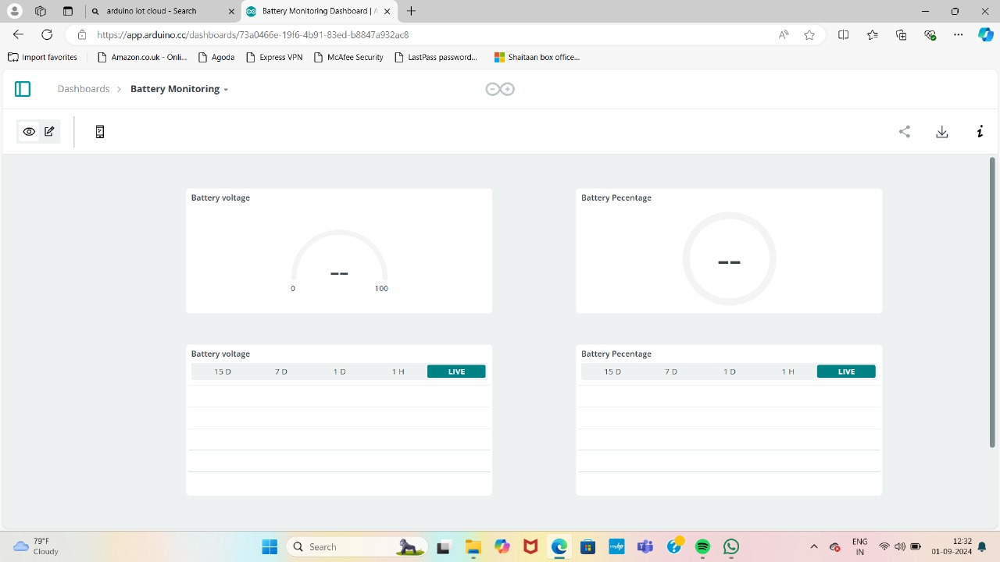 arduino iot cloud - Search
Battery Monitoring Dashboard | A
https://app.arduino.cc/dashboards/73a0466e-19f6-4b91-83ed-b8847a932ac8
Import favorites
Amazon.co.uk - Onli...
Agoda
Express VPN
McAfee Security
LastPass password...
Shaitaan box office...
Dashboards > Battery Monitoring
Battery voltage
--
0 100
Battery Pecentage
--
Battery voltage
15 D 7 D 1 D 1 H LIVE
Battery Pecentage
15 D 7 D 1 D 1 H LIVE
79°F
Cloudy
Search
myhp
ENG
IN
12:32
01-09-2024